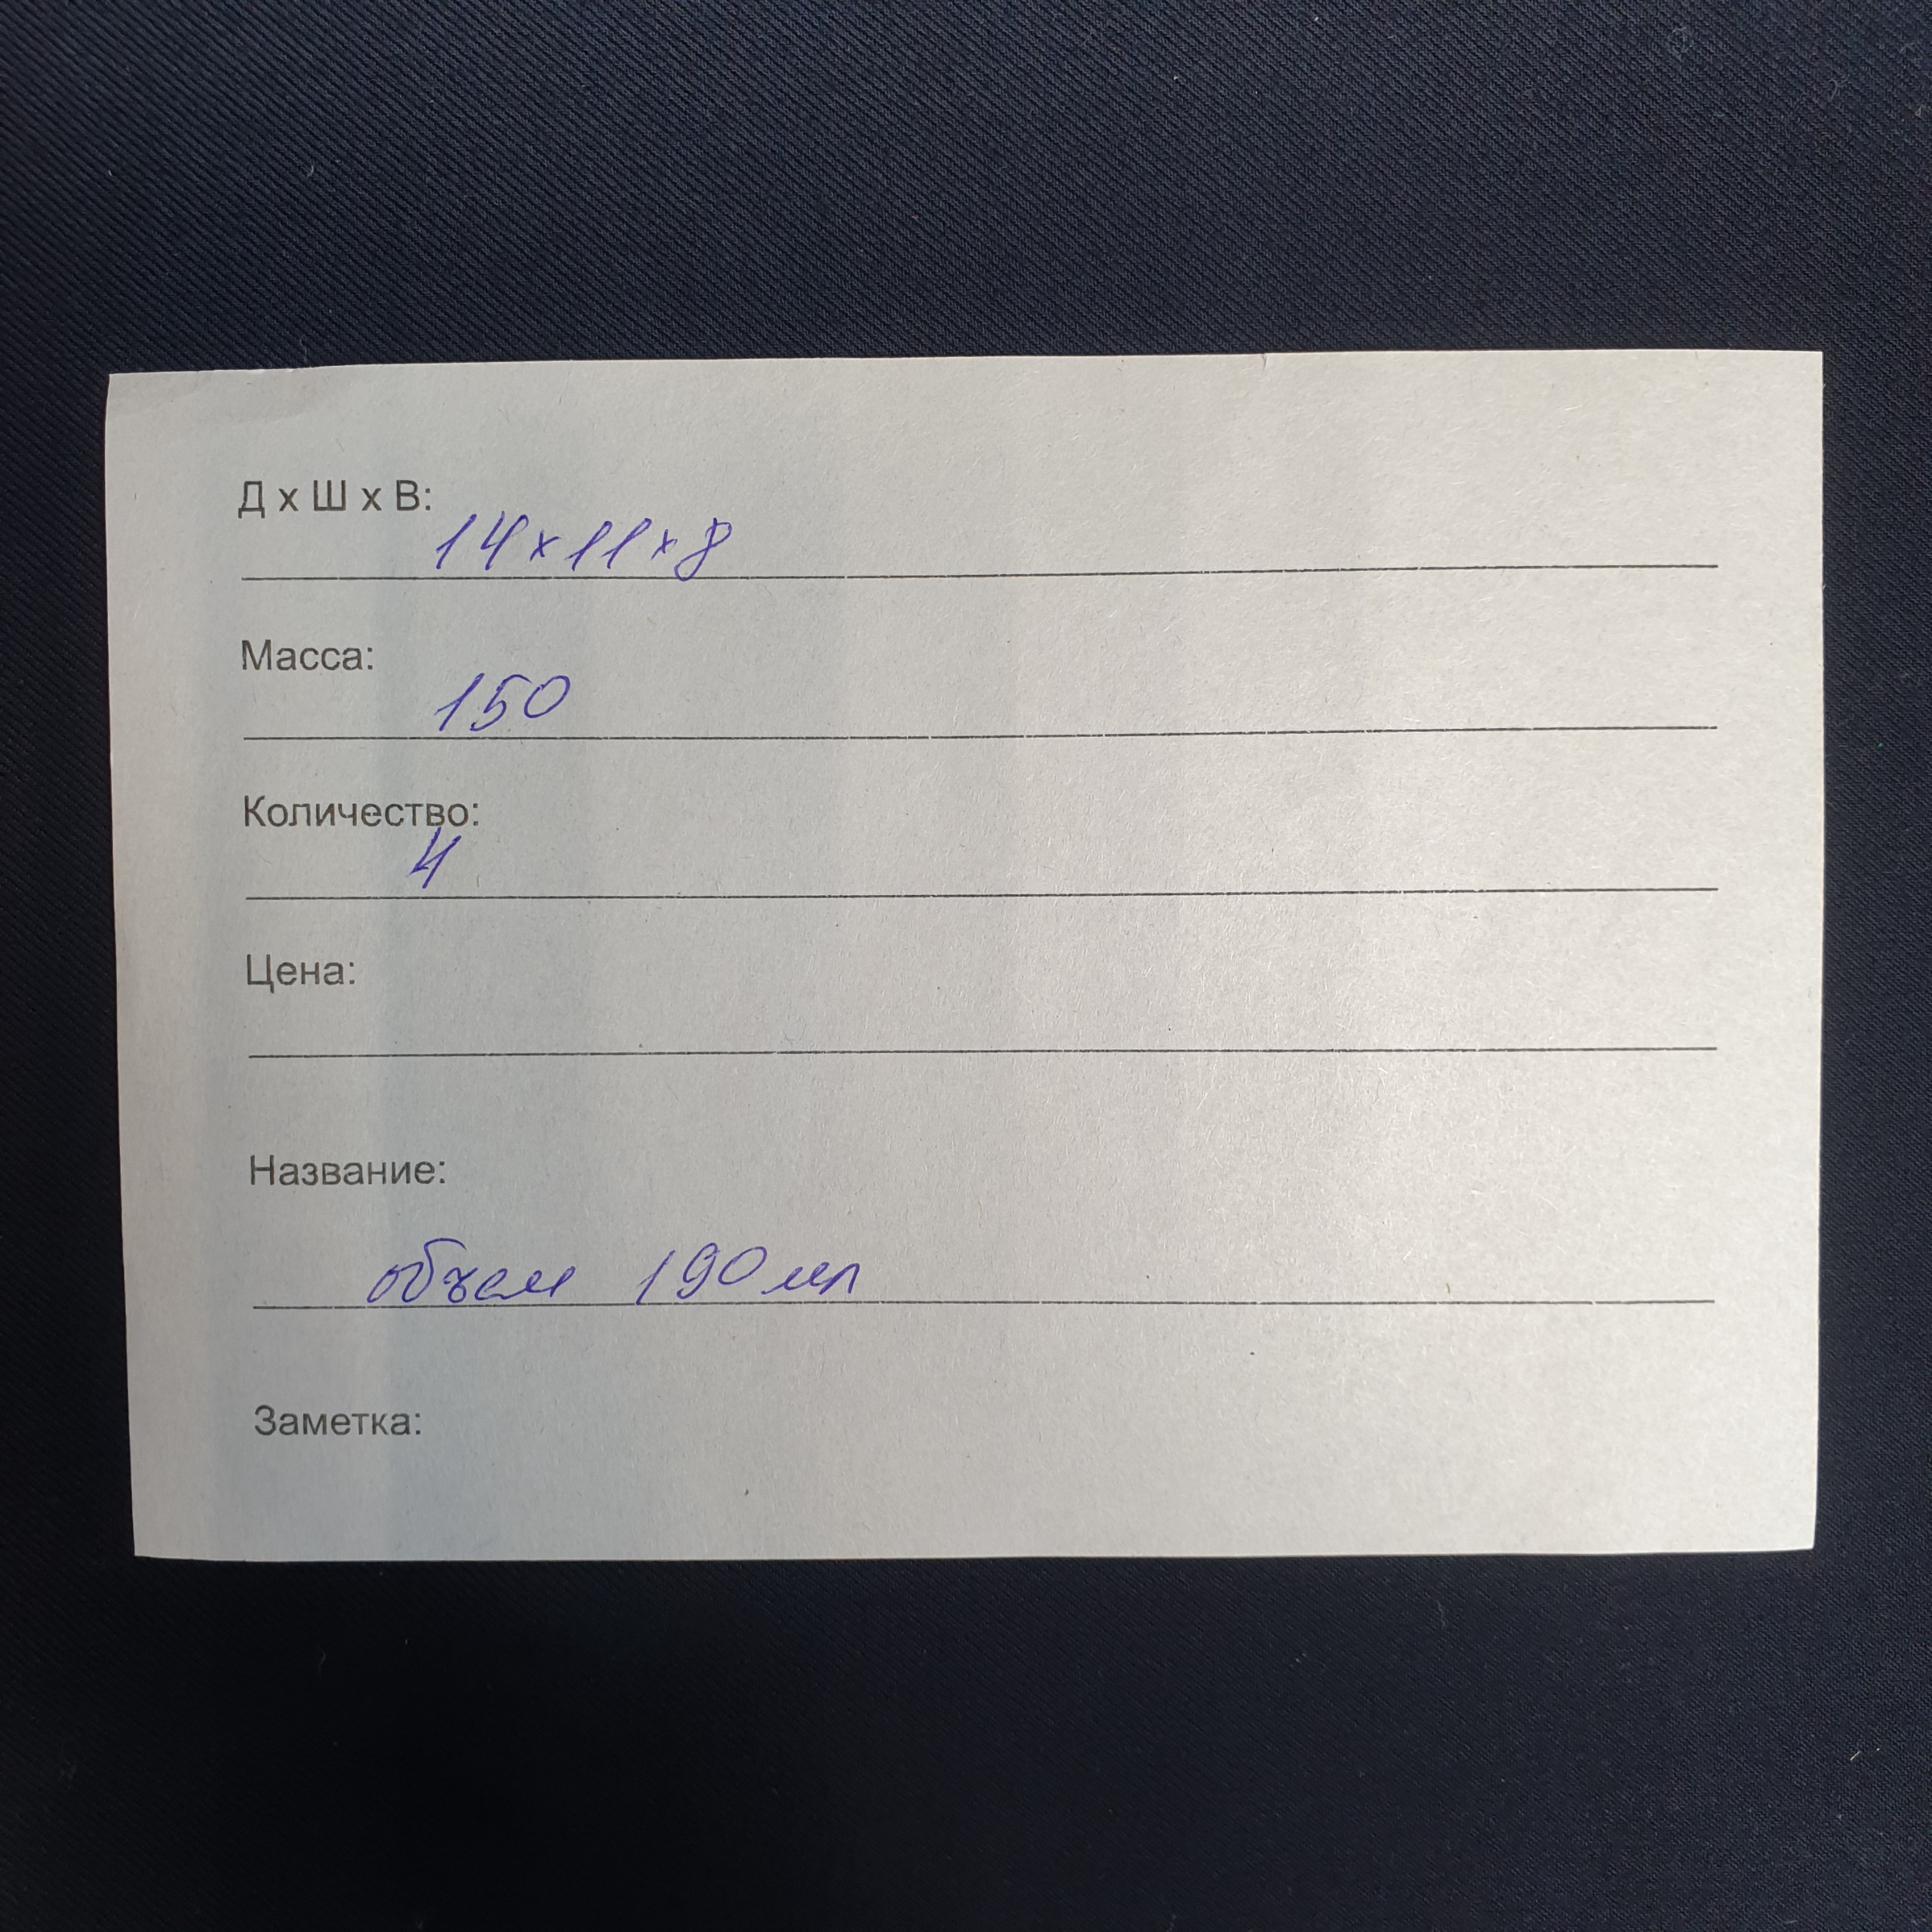 Д х Ш х В:
14×11×8
Масса:
150
Количество:
4
Цена:
Название:
объем 190 мл
Заметка: